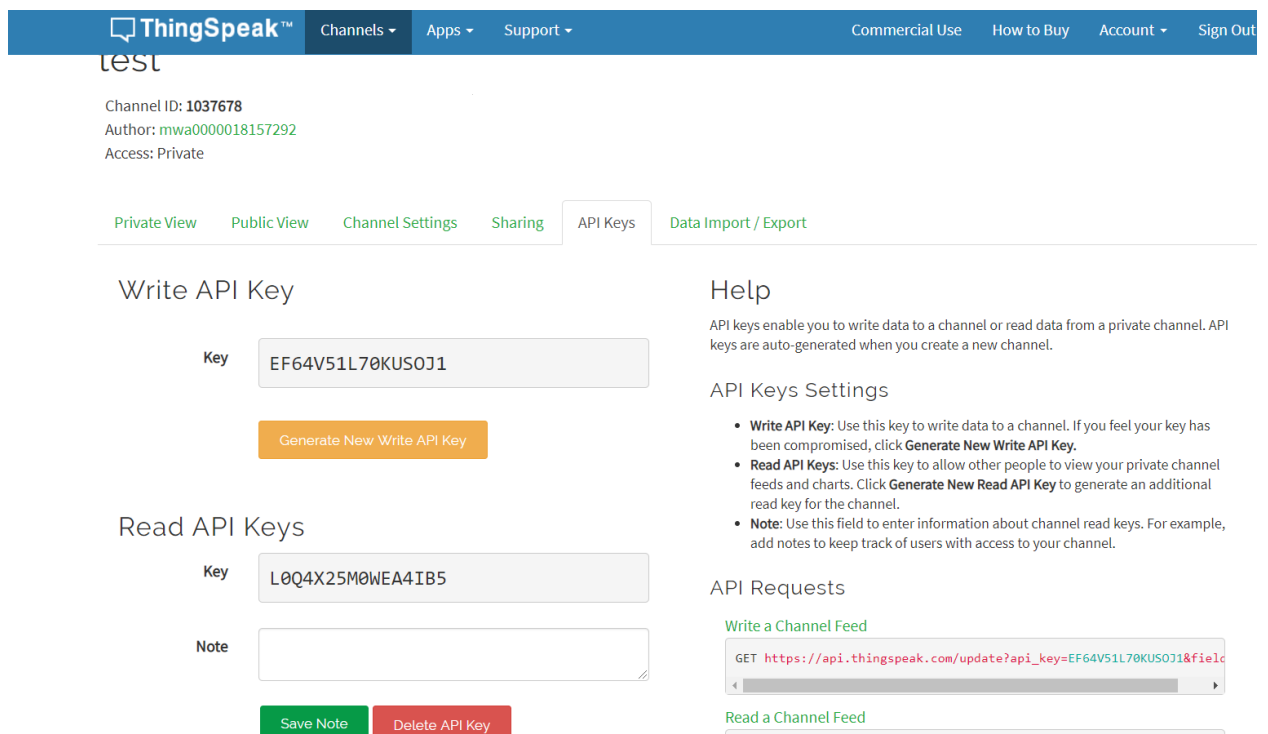 ThingSpeak™ Channels Apps Support Commercial Use How to Buy Account Sign Out
test
Channel ID: 1037678
Author: mwa0000018157292
Access: Private
Private View Public View Channel Settings Sharing API Keys Data Import / Export
Write API Key
Key
EF64V51L70KUSOJ1
Generate New Write API Key
Read API Keys
Key
L0Q4X25M0WEA4IB5
Note
Save Note Delete API Key
Help
API keys enable you to write data to a channel or read data from a private channel. API
keys are auto-generated when you create a new channel.
API Keys Settings
• Write API Key: Use this key to write data to a channel. If you feel your key has
been compromised, click Generate New Write API Key.
• Read API Keys: Use this key to allow other people to view your private channel
feeds and charts. Click Generate New Read API Key to generate an additional
read key for the channel.
• Note: Use this field to enter information about channel read keys. For example,
add notes to keep track of users with access to your channel.
API Requests
Write a Channel Feed
GET https://api.thingspeak.com/update?api_key=EF64V51L70KUSOJ1&field
Read a Channel Feed